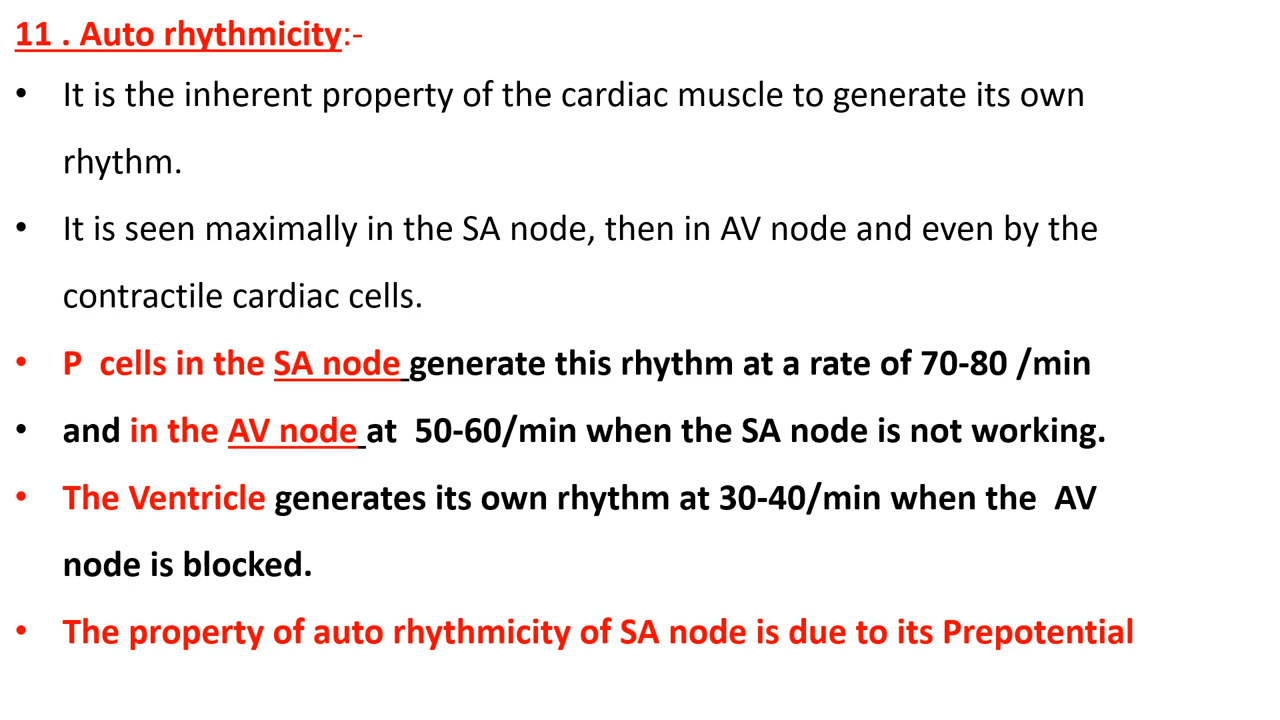 11 . Auto rhythmicity:-
• It is the inherent property of the cardiac muscle to generate its own
rhythm.
• It is seen maximally in the SA node, then in AV node and even by the
contractile cardiac cells.
• P  cells in the SA node generate this rhythm at a rate of 70-80 /min
• and in the AV node at  50-60/min when the SA node is not working.
• The Ventricle generates its own rhythm at 30-40/min when the  AV
node is blocked.
• The property of auto rhythmicity of SA node is due to its Prepotential